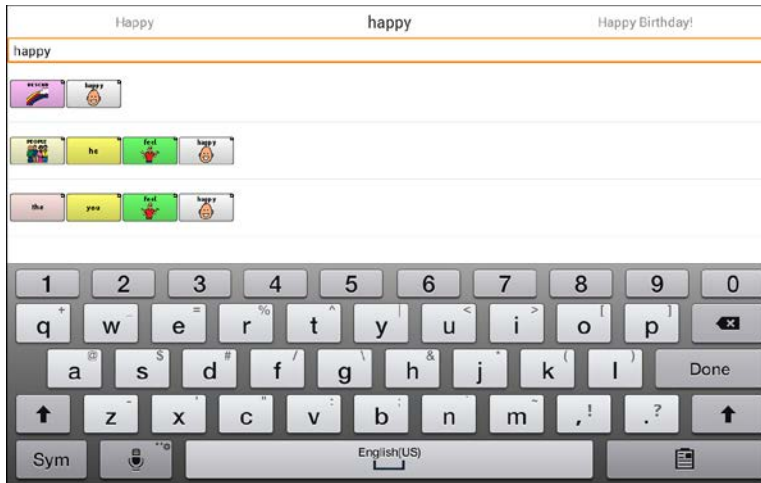 Happy happy Happy Birthday!
happy
DESCRIBE happy
PEOPLE he feel happy
the you feel happy
1 2 3 4 5 6 7 8 9 0
+ _ = % ^ | < > [ ]
q w e r t y u i o p
@ $ # / \ & * ( )
a s d f g h j k l Done
- ' " : ; ~
z x c v b n m , ! . ?
Sym English(US)